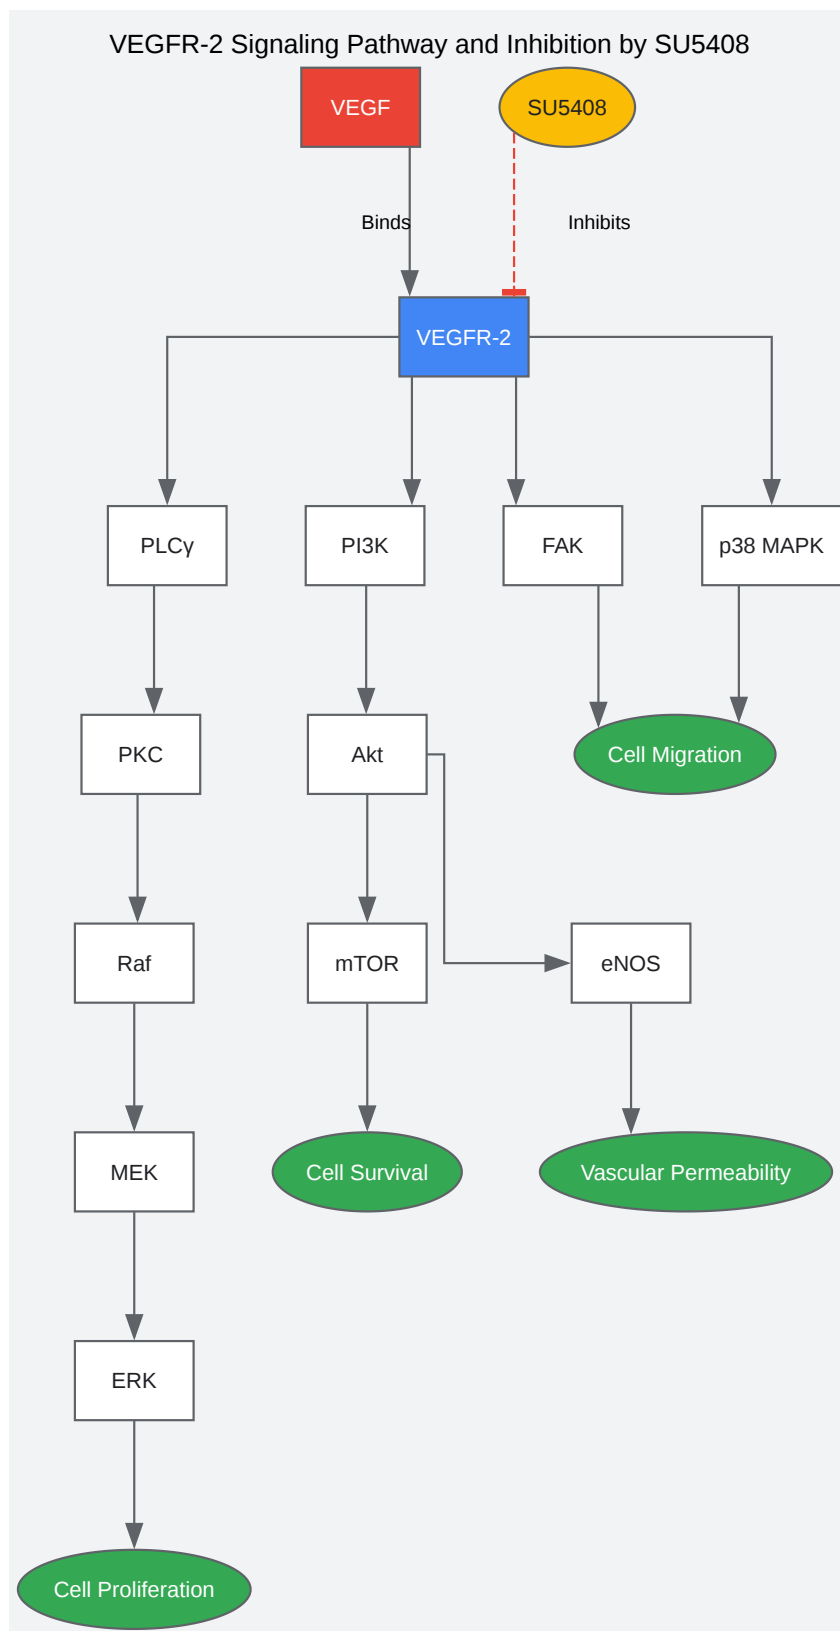 VEGFR-2 Signaling Pathway and Inhibition by SU5408
VEGF
SU5408
Binds
Inhibits
VEGFR-2
PLCγ
PI3K
FAK
p38 MAPK
PKC
Akt
Cell Migration
Raf
mTOR
eNOS
MEK
Cell Survival
Vascular Permeability
ERK
Cell Proliferation